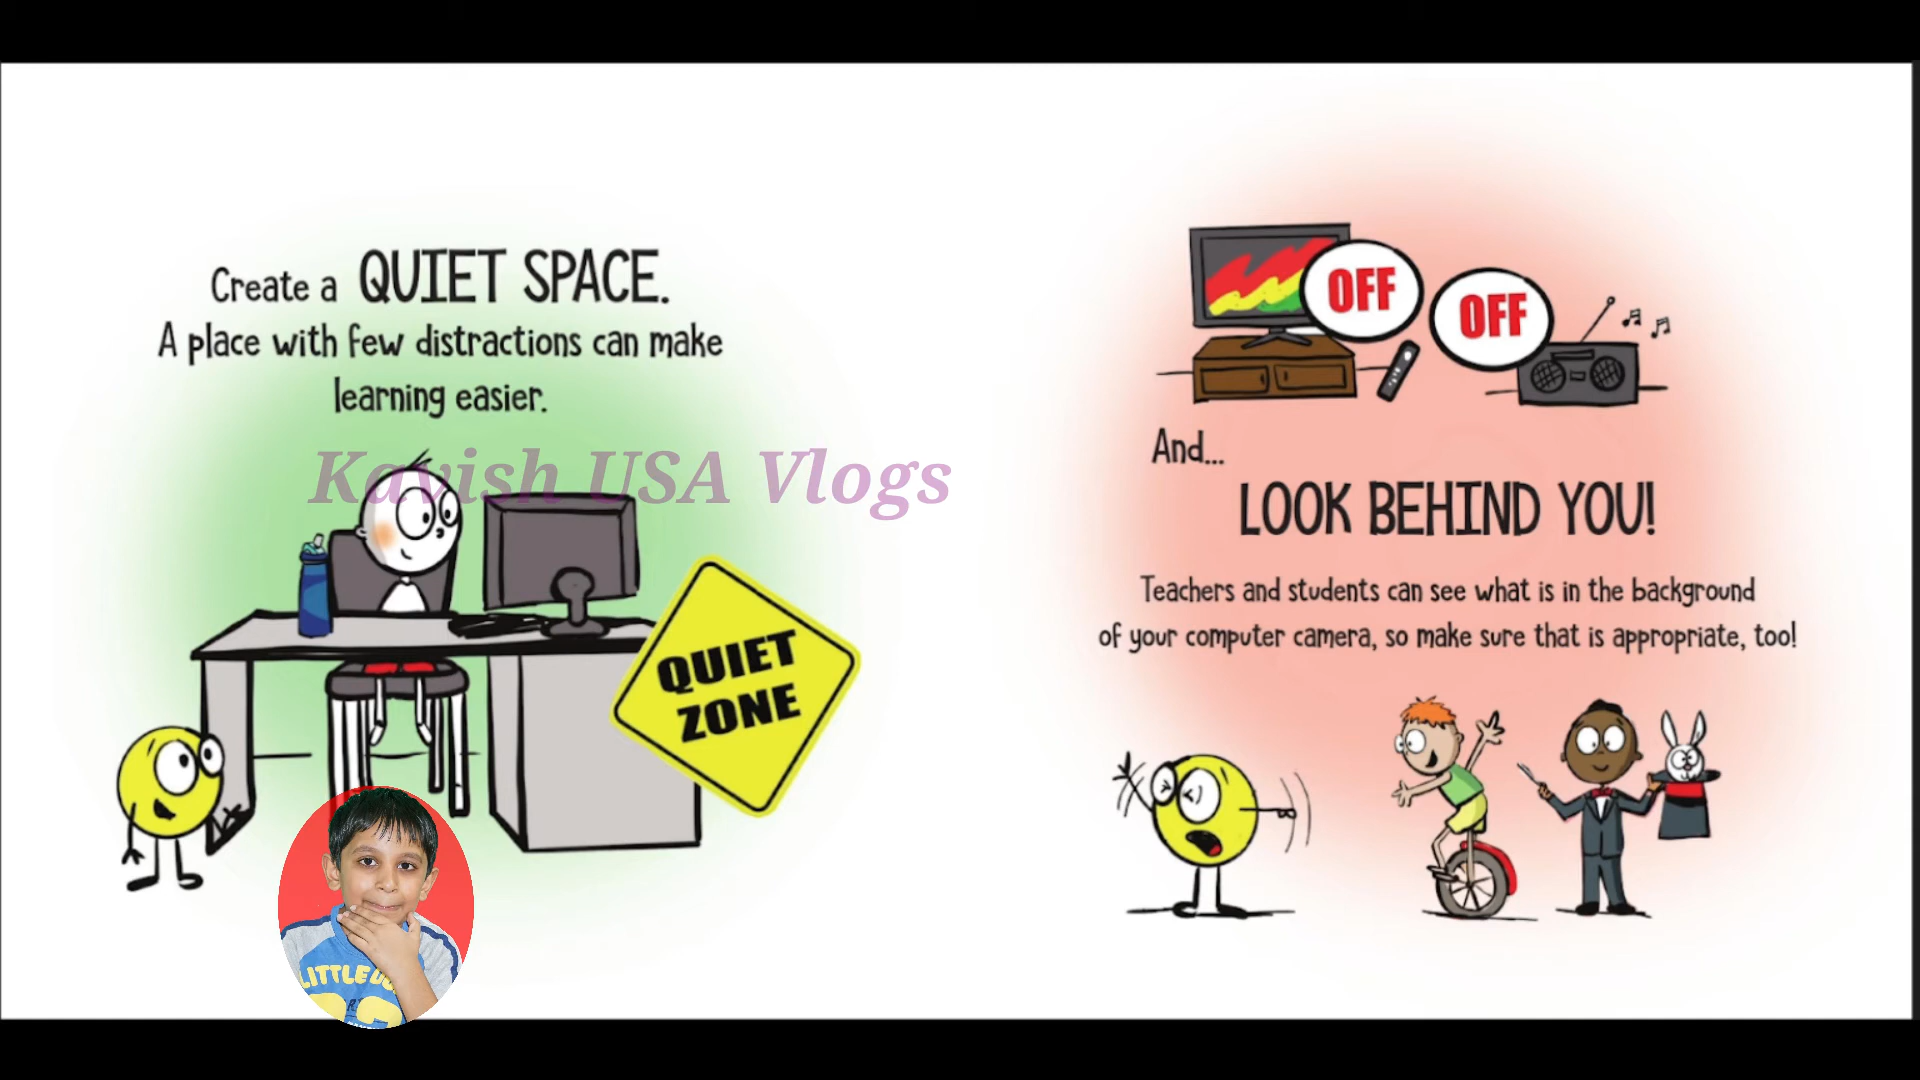 Create a QUIET SPACE.
A place with few distractions can make
learning easier.
Kavish USA Vlogs
QUIET
ZONE
OFF
OFF
And...
LOOK BEHIND YOU!
Teachers and students can see what is in the background
of your computer camera, so make sure that is appropriate, too!
LITTLE